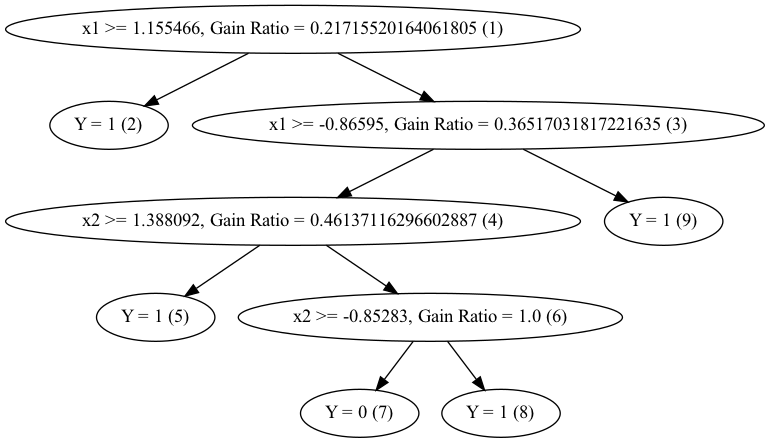 x1 >= 1.155466, Gain Ratio = 0.21715520164061805 (1)
Y = 1 (2)
x1 >= -0.86595, Gain Ratio = 0.36517031817221635 (3)
x2 >= 1.388092, Gain Ratio = 0.46137116296602887 (4)
Y = 1 (9)
Y = 1 (5)
x2 >= -0.85283, Gain Ratio = 1.0 (6)
Y = 0 (7)
Y = 1 (8)